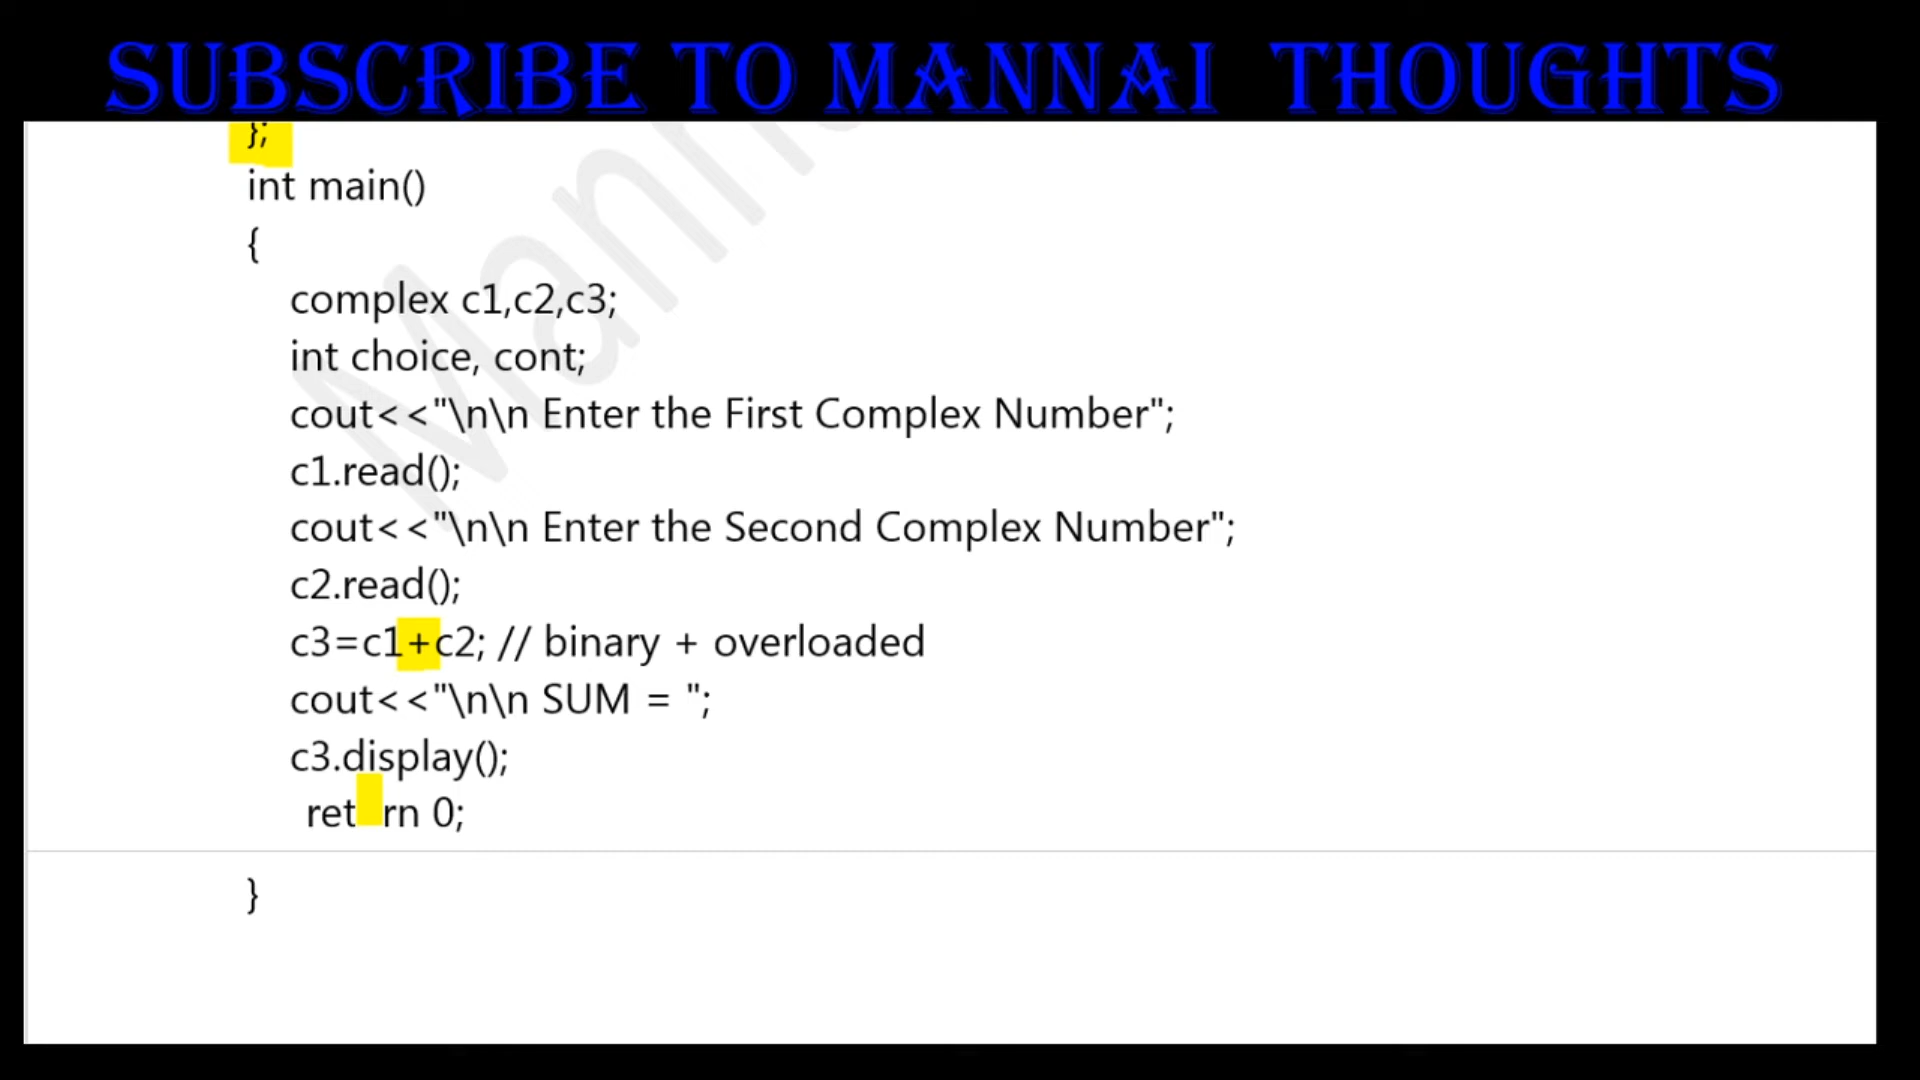 SUBSCRIBE TO MANNAI THOUGHTS
};
int main()
{
complex c1,c2,c3;
int choice, cont;
cout<<"\n\n Enter the First Complex Number";
c1.read();
cout<<"\n\n Enter the Second Complex Number";
c2.read();
c3=c1+c2; // binary + overloaded
cout<<"\n\n SUM = ";
c3.display();
ret rn 0;
}